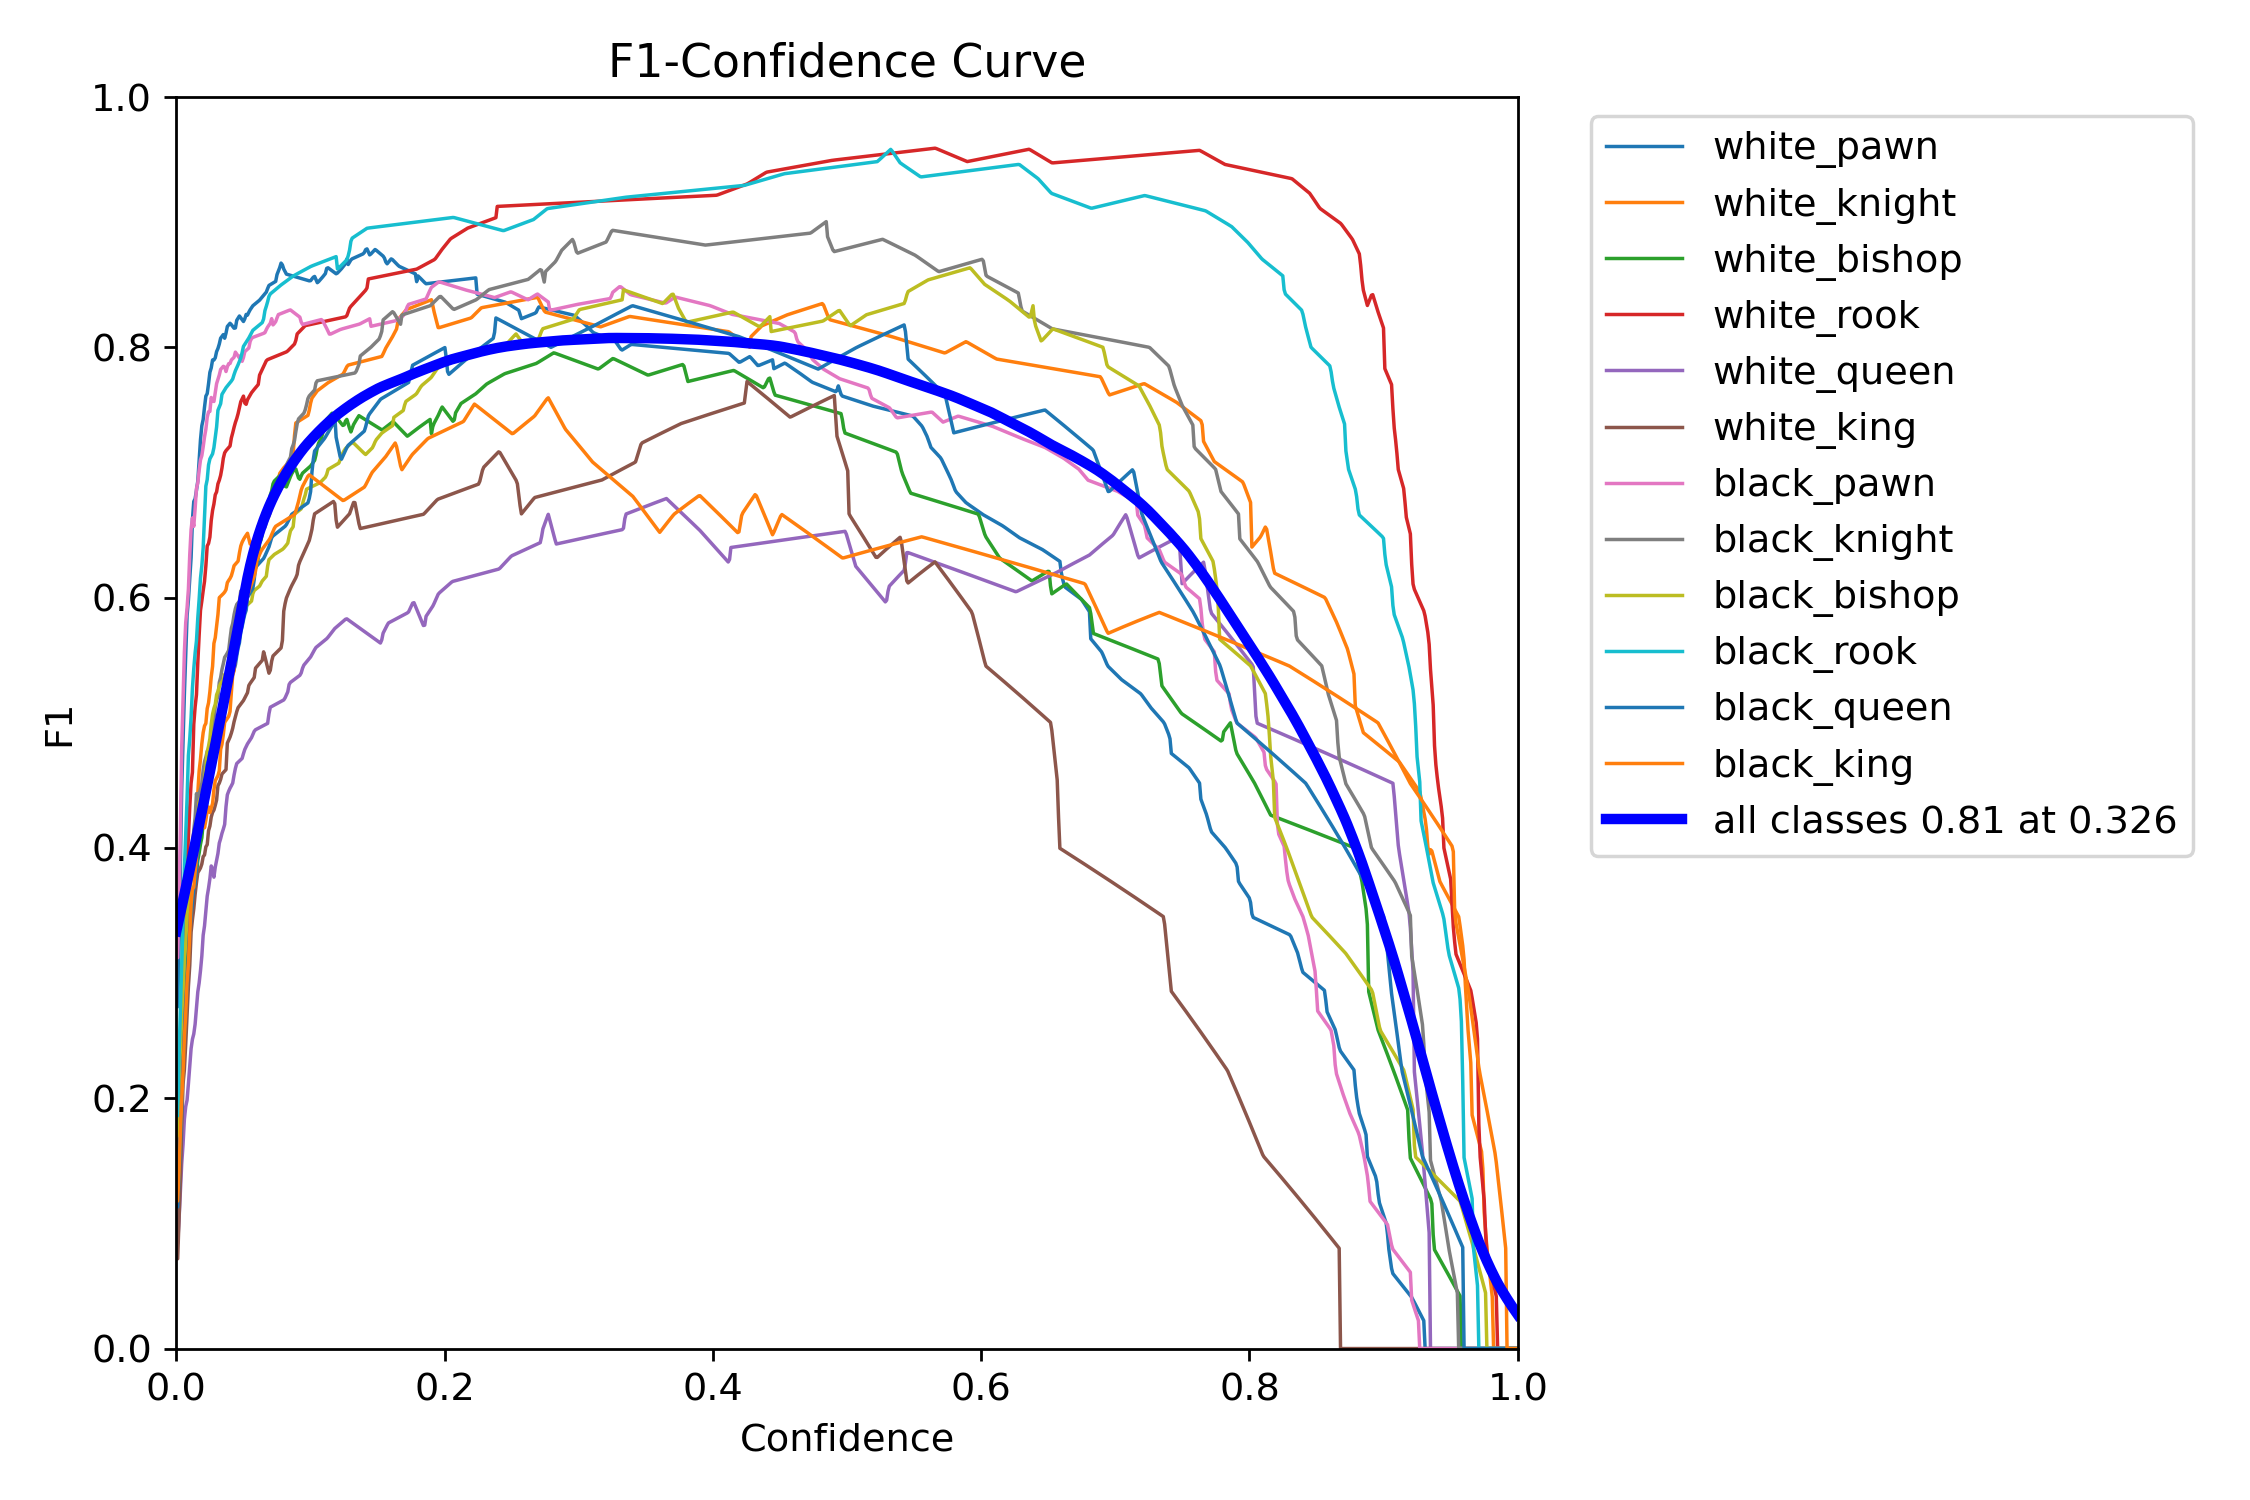 F1-Confidence Curve
1.0
0.8
0.6
0.4
0.2
0.0
F1
0.0 0.2 0.4 0.6 0.8 1.0
Confidence
white_pawn
white_knight
white_bishop
white_rook
white_queen
white_king
black_pawn
black_knight
black_bishop
black_rook
black_queen
black_king
all classes 0.81 at 0.326